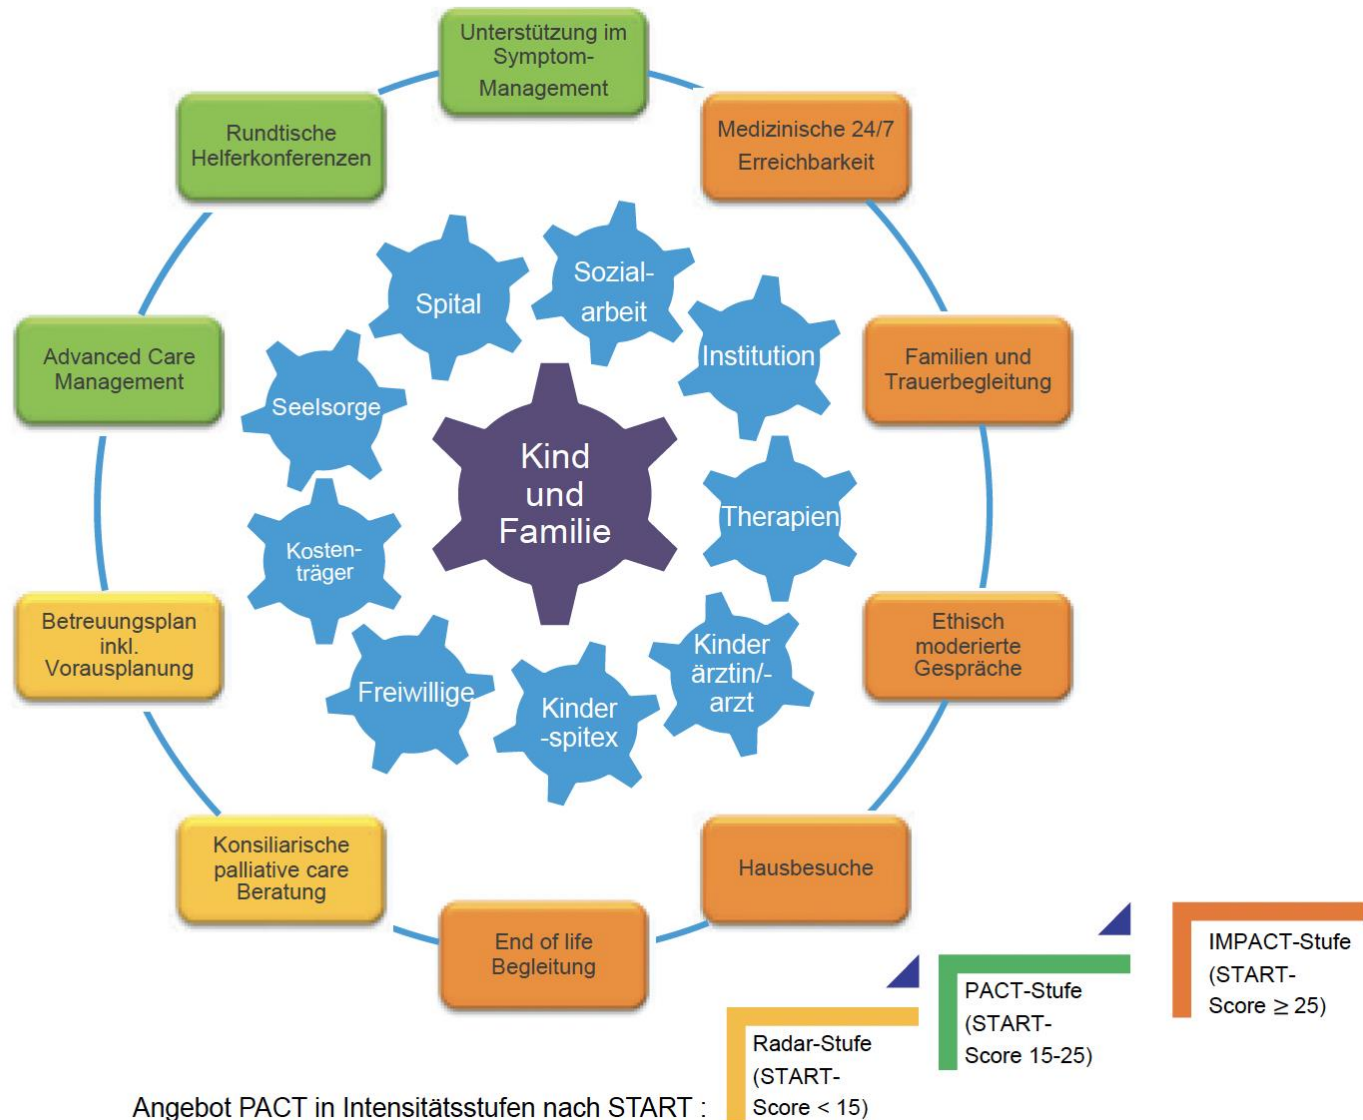 Unterstützung im
Symptom-
Management
Medizinische 24/7
Erreichbarkeit
Familien und
Trauerbegleitung
Ethisch
moderierte
Gespräche
Hausbesuche
End of life
Begleitung
Konsiliarische
palliative care
Beratung
Betreuungsplan
inkl.
Vorausplanung
Advanced Care
Management
Rundtische
Helferkonferenzen
Spital
Sozial-
arbeit
Institution
Therapien
Kinder
ärztin/-
arzt
Kinder
-spitex
Freiwillige
Kosten-
träger
Seelsorge
Kind
und
Familie
Angebot PACT in Intensitätsstufen nach START :
Radar-Stufe
(START-
Score < 15)
PACT-Stufe
(START-
Score 15-25)
IMPACT-Stufe
(START-
Score ≥ 25)